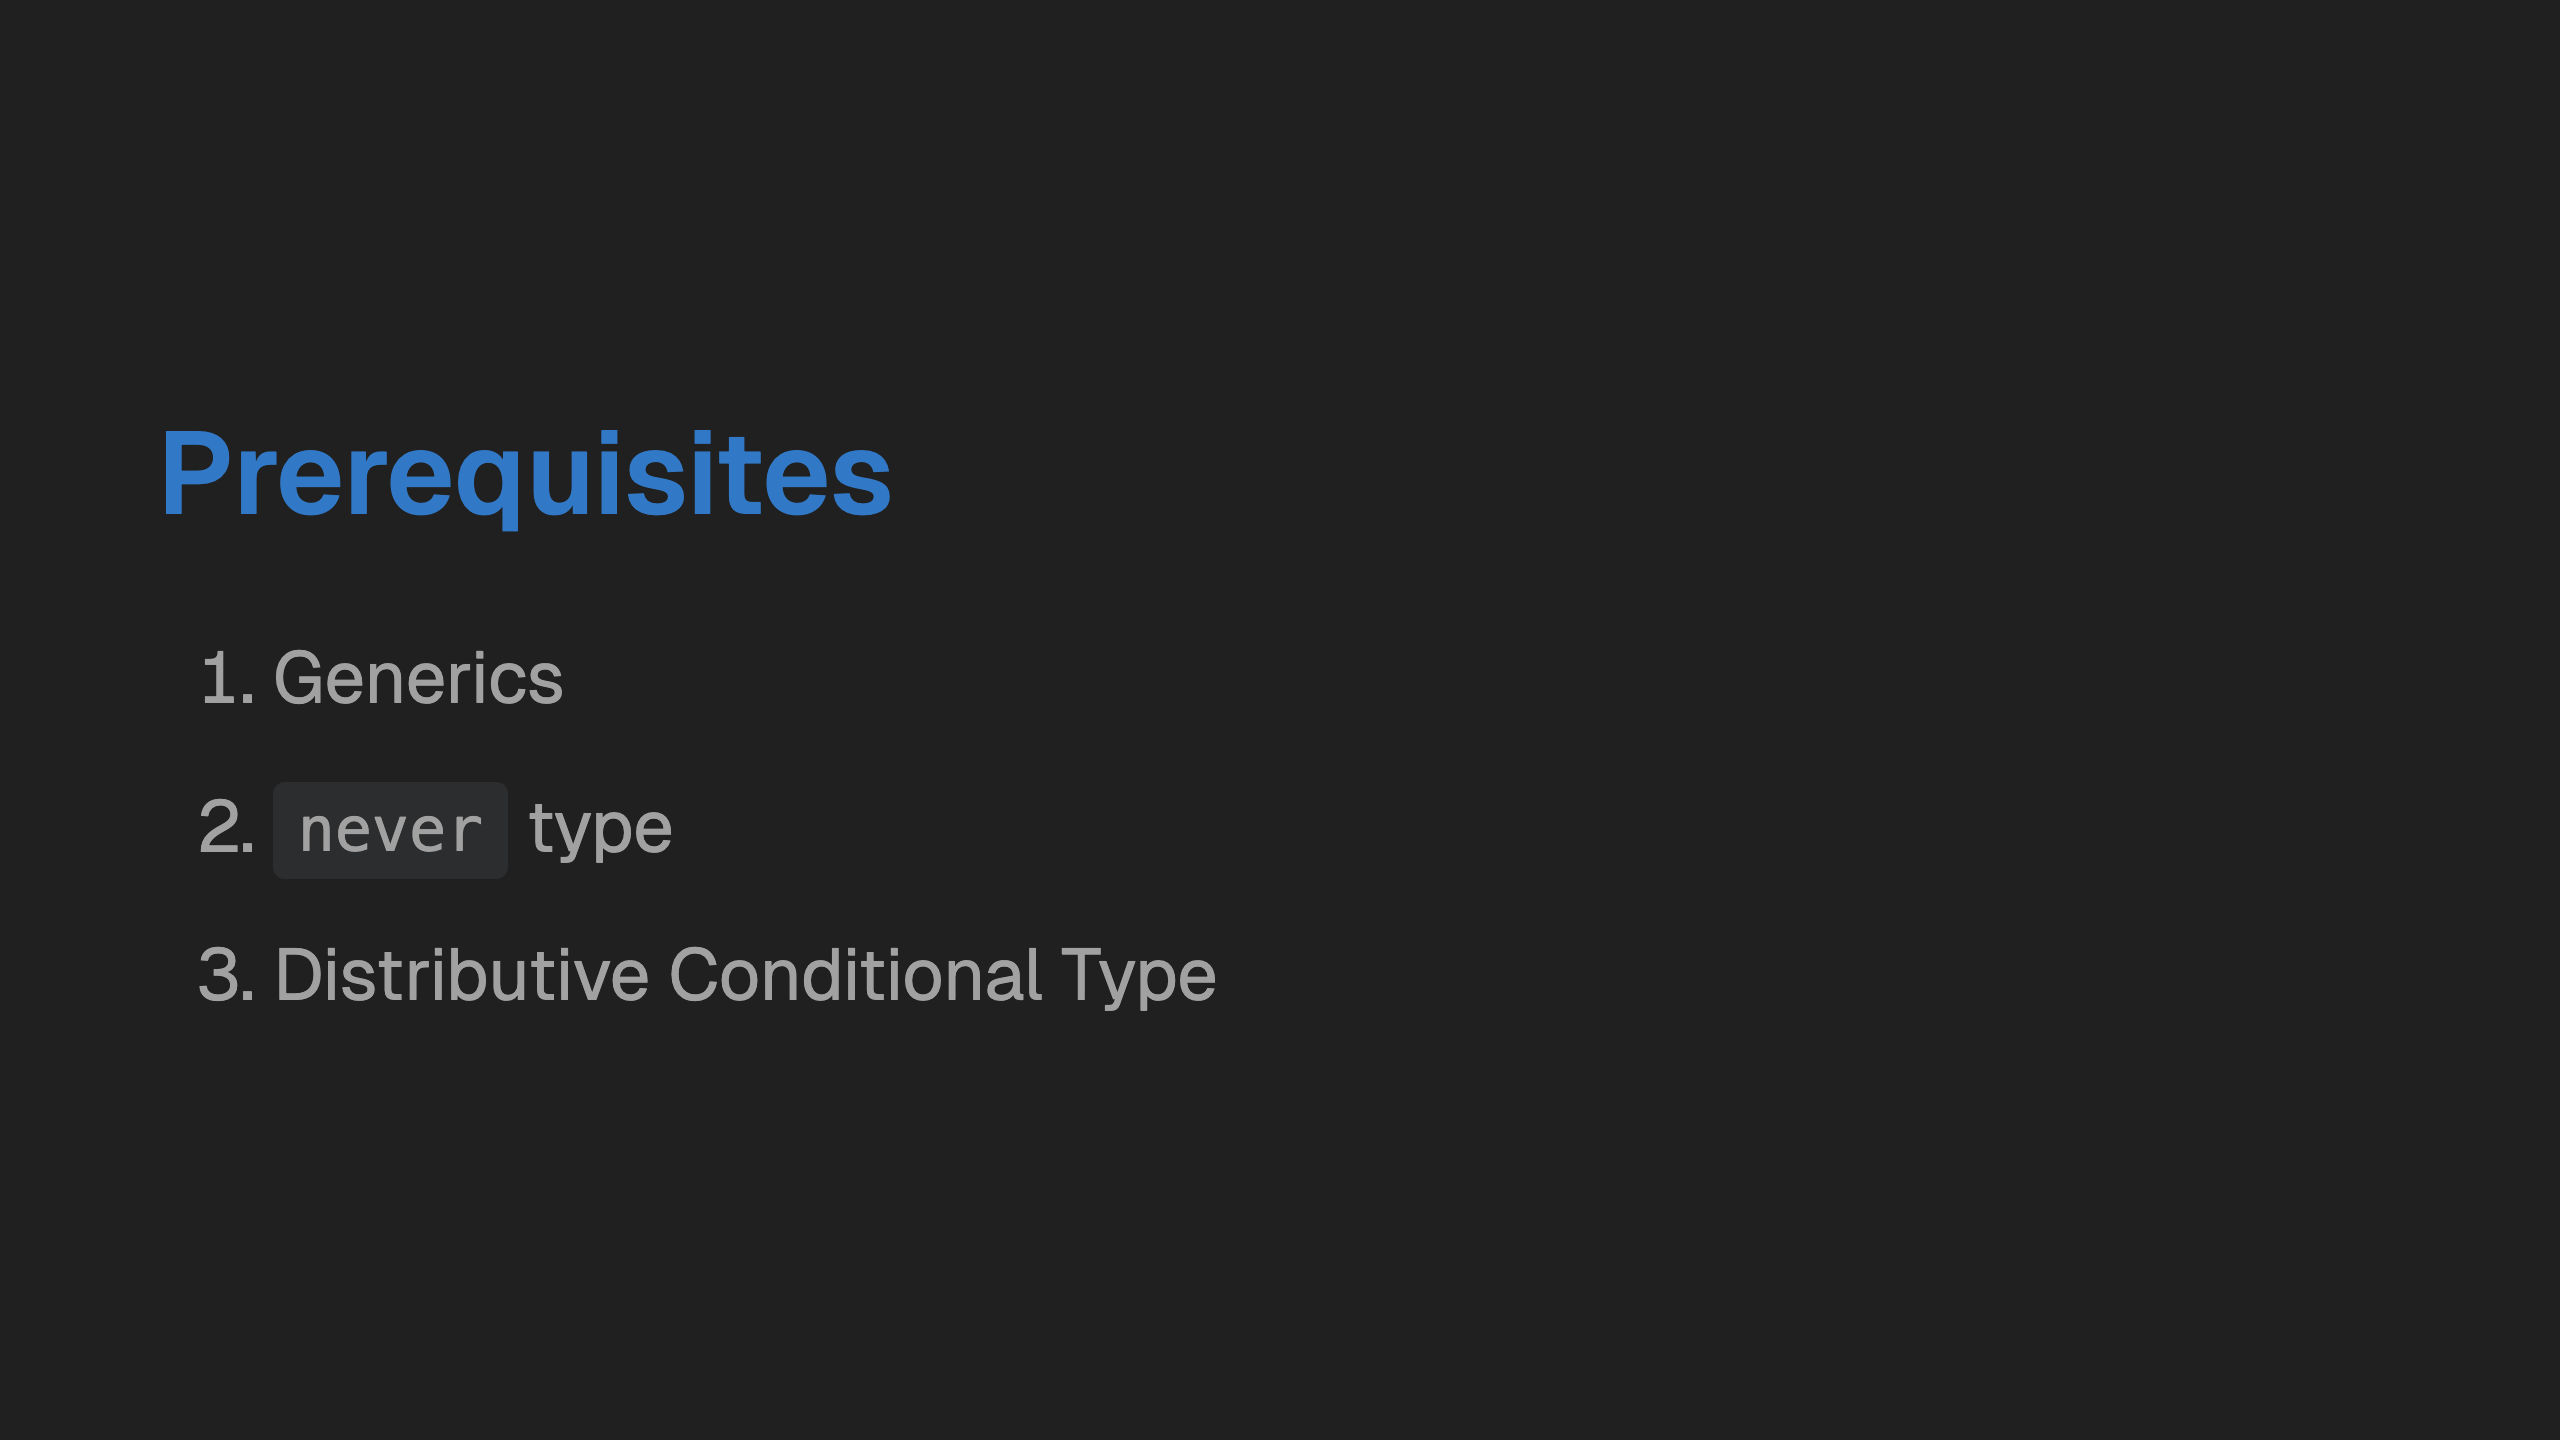 Prerequisites
1. Generics
2. never type
3. Distributive Conditional Type